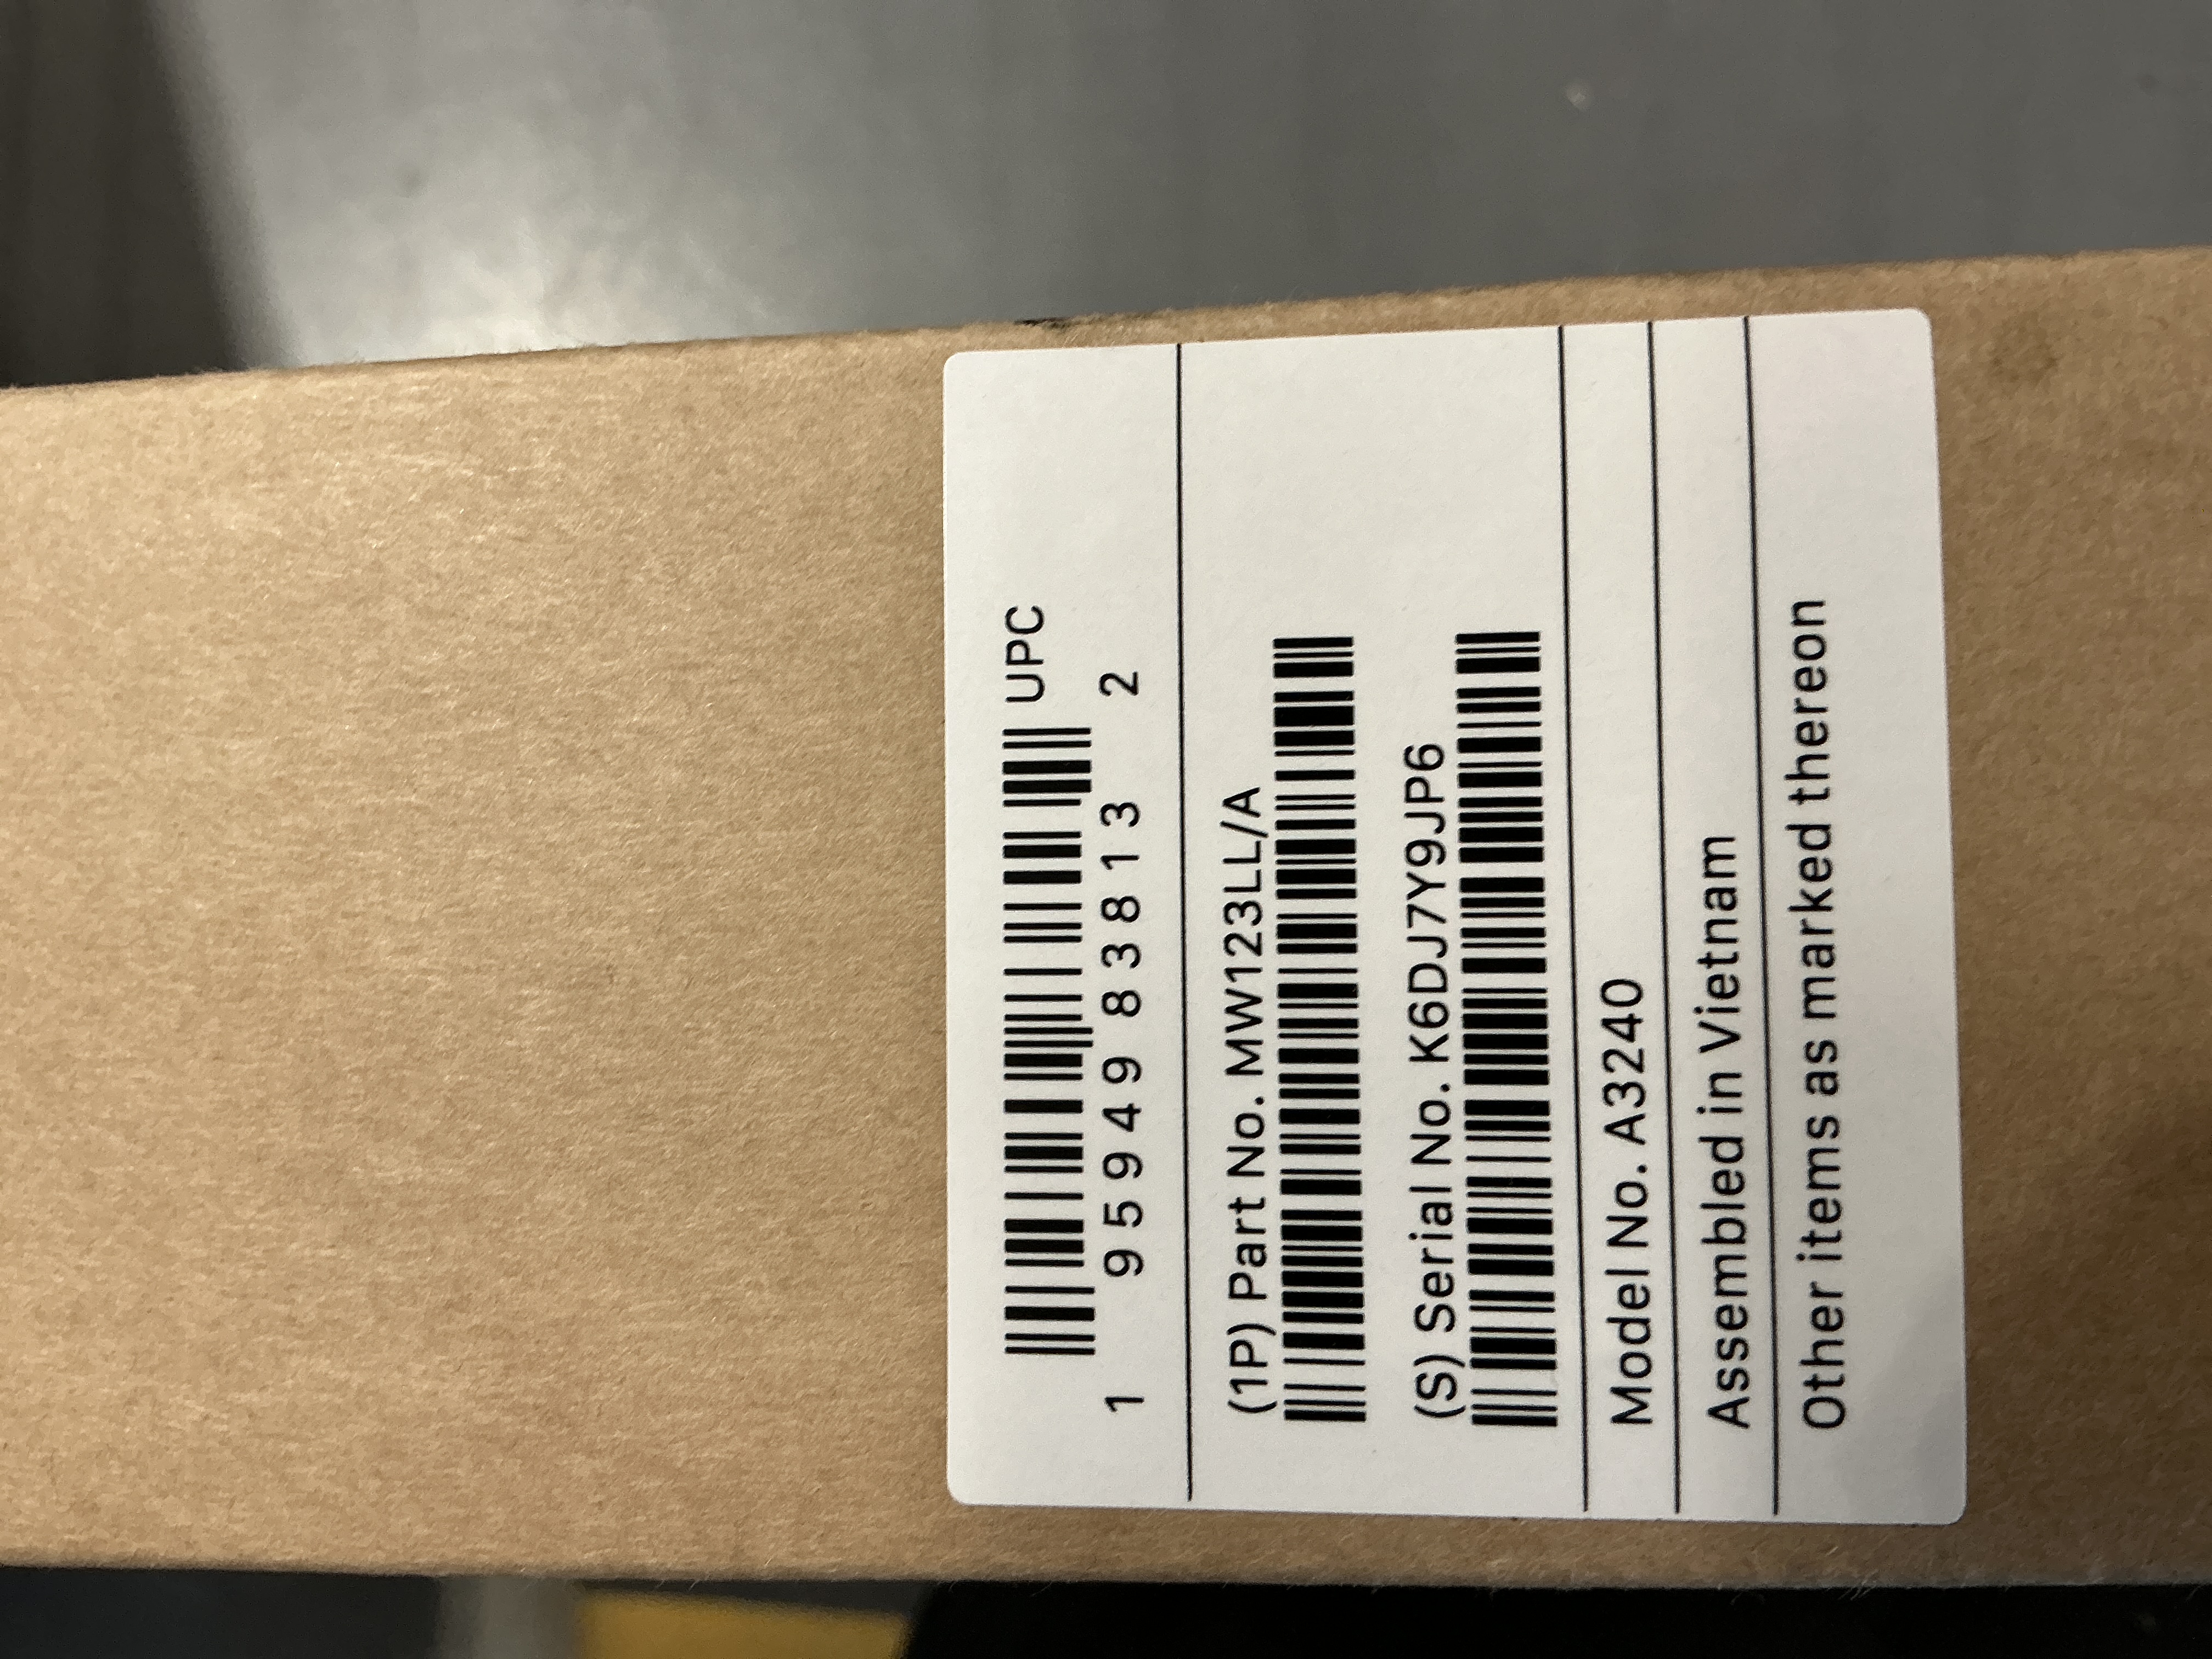 UPC
1 95949 83813 2
(1P) Part No. MW123LL/A
(S) Serial No. K6DJ7Y9JP6
Model No. A3240
Assembled in Vietnam
Other items as marked thereon